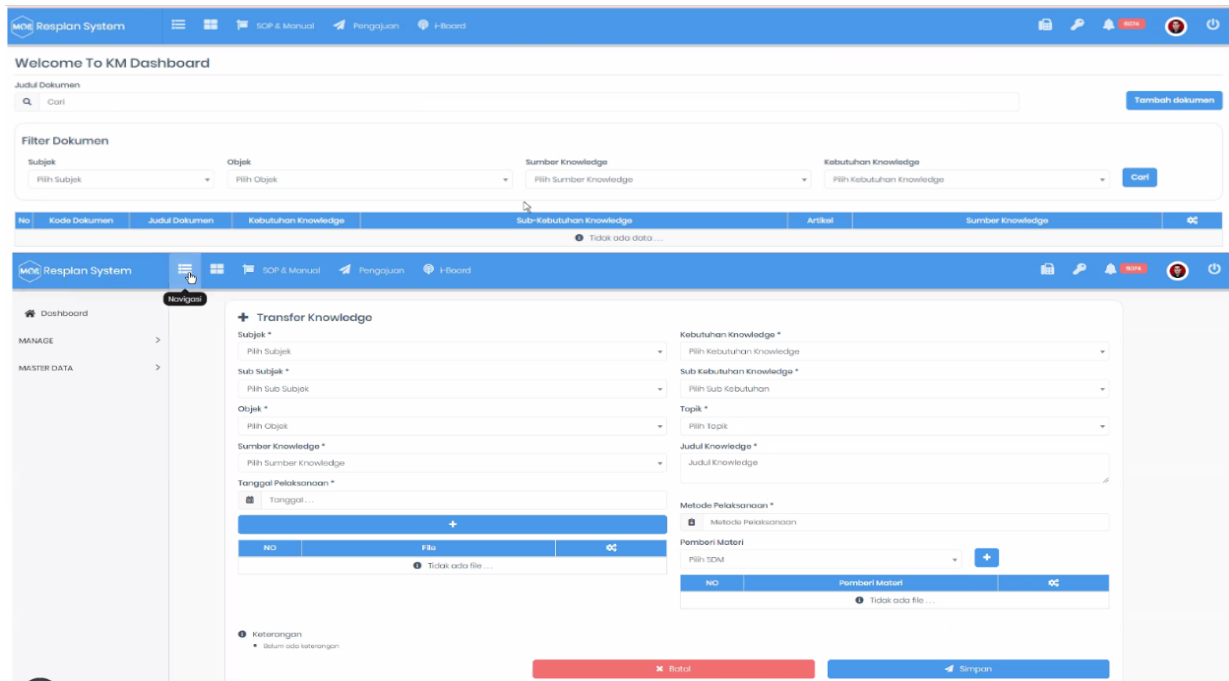 MOS Resplan System SOP & Manual Pengajuan i-Board
Welcome To KM Dashboard
Judul Dokumen
Cari Tambah dokumen
Filter Dokumen
Subjek Objek Sumber Knowledge Kebutuhan Knowledge
Pilih Subjek Pilih Objek Pilih Sumber Knowledge Pilih Kebutuhan Knowledge Cari
No Kode Dokumen Judul Dokumen Kebutuhan Knowledge Sub-Kebutuhan Knowledge Artikel Sumber Knowledge
Tidak ada data ...
MOS Resplan System SOP & Manual Pengajuan i-Board
Navigasi
Dashboard
MANAGE
MASTER DATA
Transfer Knowledge
Subjek *
Pilih Subjek
Sub Subjek *
Pilih Sub Subjek
Objek *
Pilih Objek
Sumber Knowledge *
Pilih Sumber Knowledge
Tanggal Pelaksanaan *
Tanggal ...
+
NO File
Tidak ada file ...
Kebutuhan Knowledge *
Pilih Kebutuhan Knowledge
Sub Kebutuhan Knowledge *
Pilih Sub Kebutuhan
Topik *
Pilih Topik
Judul Knowledge *
Judul Knowledge
Metode Pelaksanaan *
Metode Pelaksanaan
Pemberi Materi
Pilih SDM +
NO Pemberi Materi
Tidak ada file ...
Keterangan
Belum ada keterangan
Batal Simpan